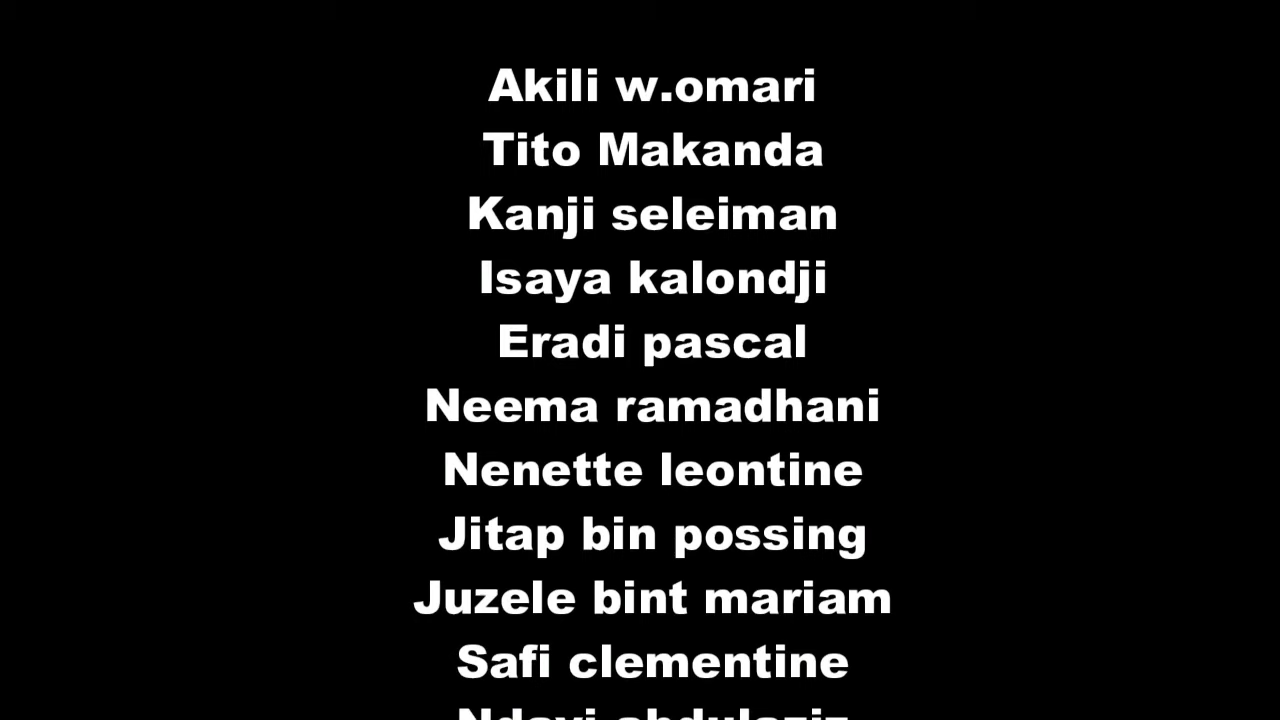 Akili w.omari
Tito Makanda
Kanji seleiman
Isaya kalondji
Eradi pascal
Neema ramadhani
Nenette leontine
Jitap bin possing
Juzele bint mariam
Safi clementine